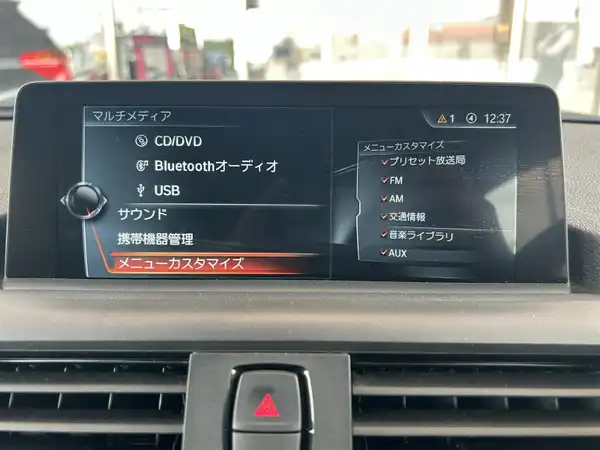 マルチメディア
1 12:37
CD/DVD
Bluetoothオーディオ
USB
サウンド
携帯機器管理
メニューカスタマイズ
メニューカスタマイズ
プリセット放送局
FM
AM
交通情報
音楽ライブラリ
AUX